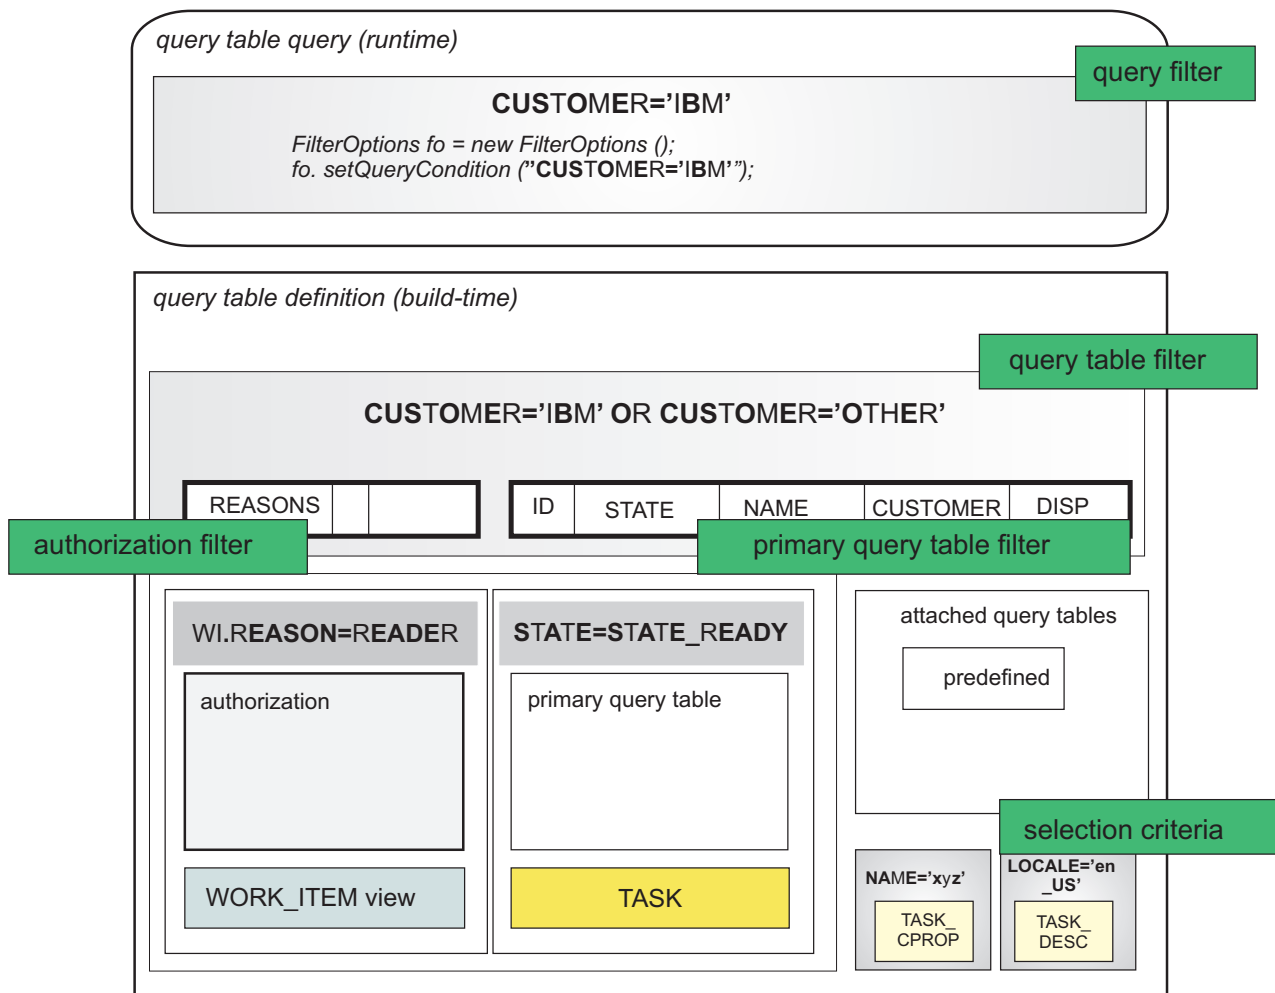 query table query (runtime)
query filter
CUSTOMER='IBM'
FilterOptions fo = new FilterOptions ();
fo. setQueryCondition ("CUSTOMER='IBM'");
query table definition (build-time)
query table filter
CUSTOMER='IBM' OR CUSTOMER='OTHER'
REASONS
ID STATE NAME CUSTOMER DISP
authorization filter
primary query table filter
WI.REASON=READER
STATE=STATE_READY
attached query tables
predefined
authorization
primary query table
selection criteria
WORK_ITEM view
TASK
NAME='xyz'
TASK_
CPROP
LOCALE='en
_US'
TASK_
DESC